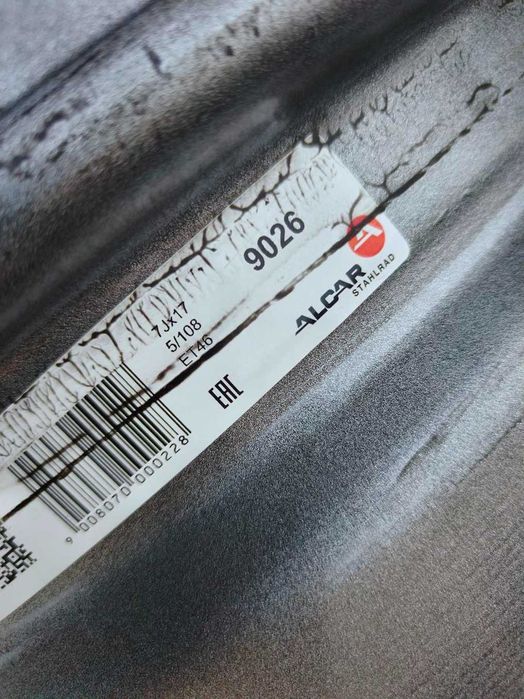 9026
7Jx17
5/108
ET46
ALCAR
STAHLRAD
EAC
9 008070 000228